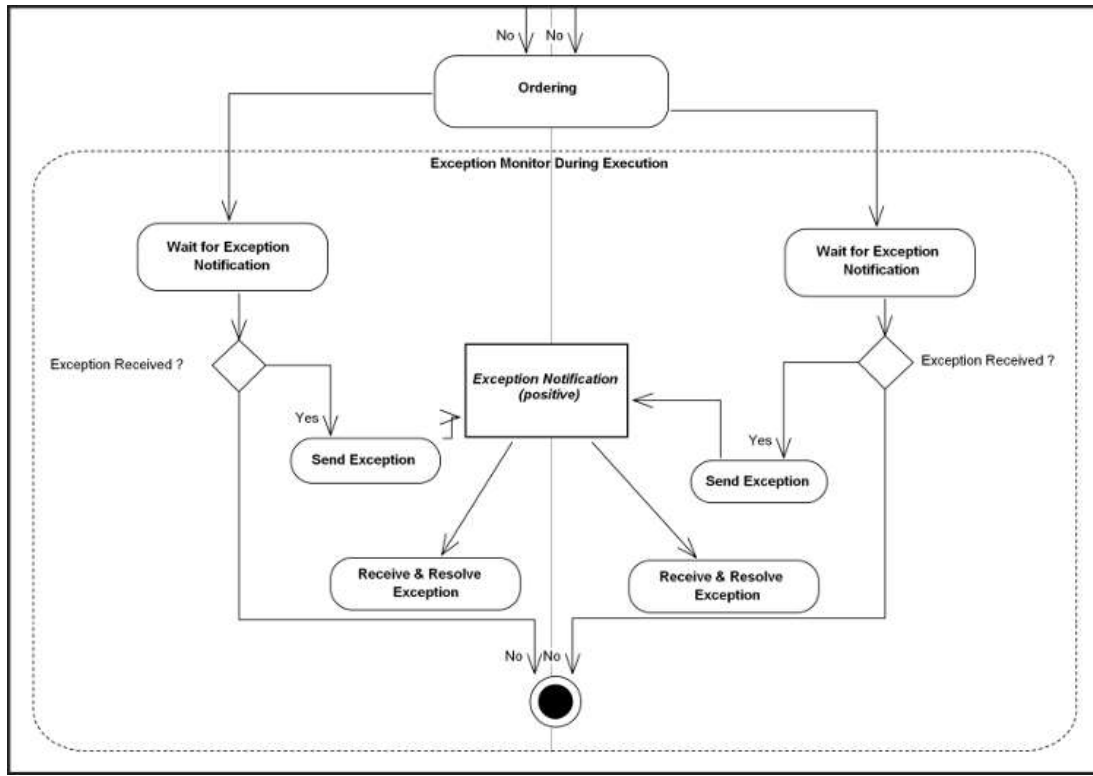 No
No
Ordering
Exception Monitor During Execution
Wait for Exception
Notification
Wait for Exception
Notification
Exception Received ?
Exception Received ?
Exception Notification
(positive)
Yes
Yes
Send Exception
Send Exception
Receive & Resolve
Exception
Receive & Resolve
Exception
No
No